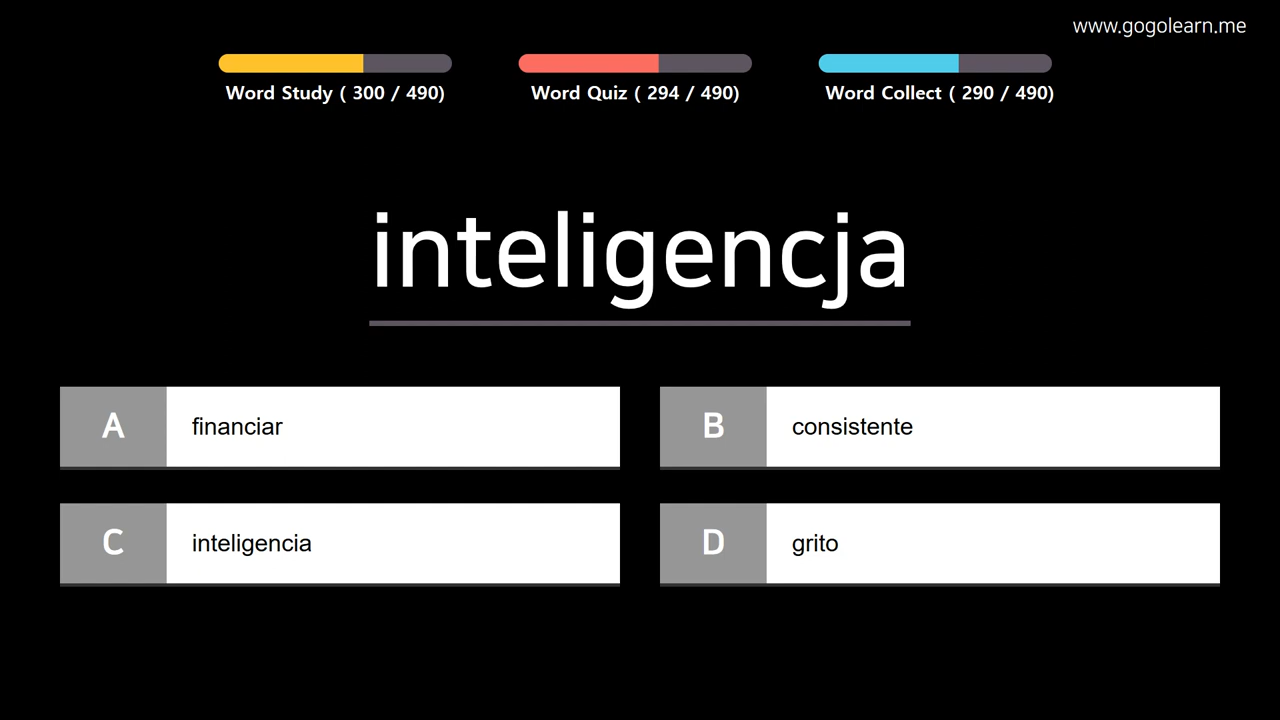 www.gogolearn.me
Word Study ( 300 / 490)
Word Quiz ( 294 / 490)
Word Collect ( 290 / 490)
inteligencja
A financiar
B consistente
C inteligencia
D grito